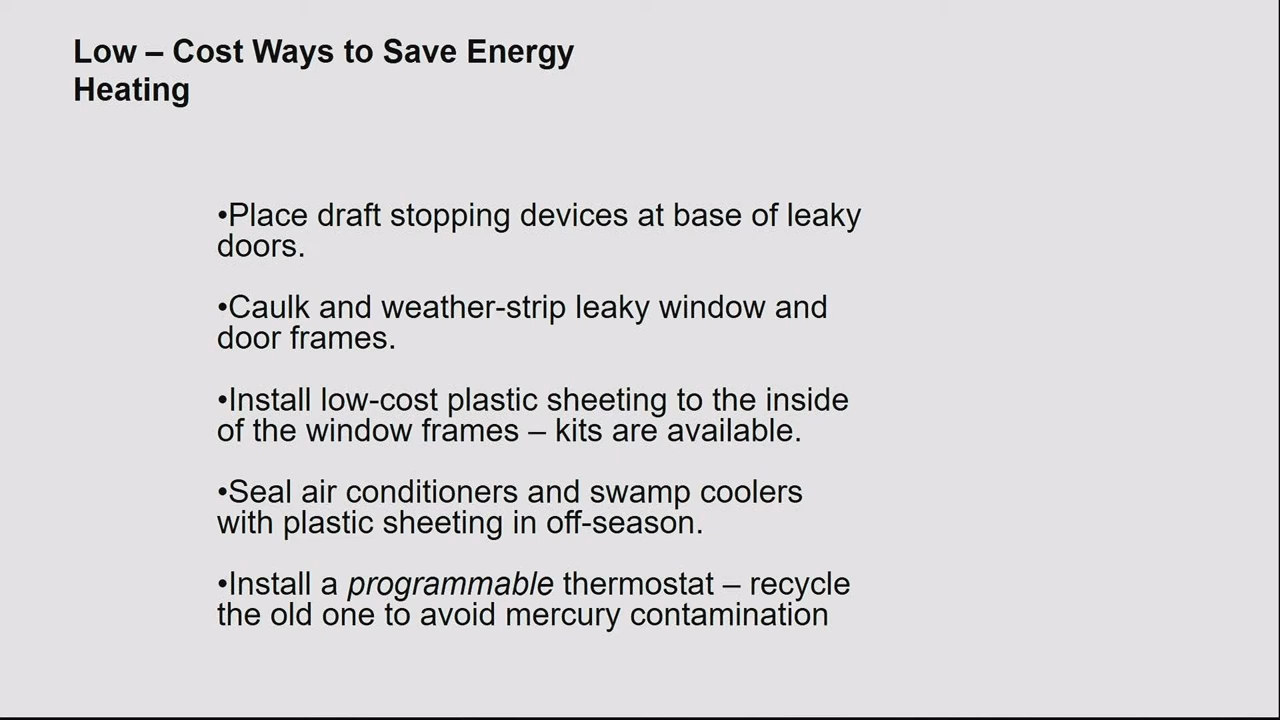 Low – Cost Ways to Save Energy
Heating
•Place draft stopping devices at base of leaky
doors.
•Caulk and weather-strip leaky window and
door frames.
•Install low-cost plastic sheeting to the inside
of the window frames – kits are available.
•Seal air conditioners and swamp coolers
with plastic sheeting in off-season.
•Install a programmable thermostat – recycle
the old one to avoid mercury contamination